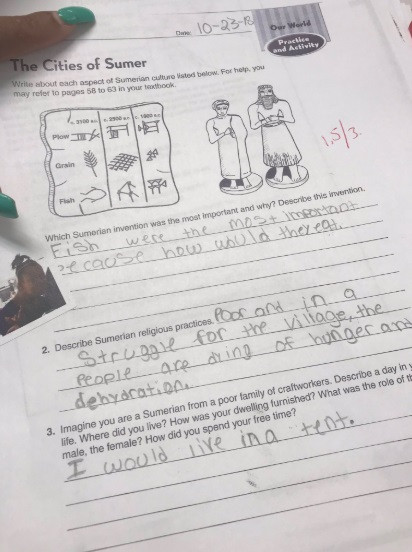 Date: 10-23-18
Our World
Practice
and Activity
The Cities of Sumer
Write about each aspect of Sumerian culture listed below. For help, you
may refer to pages 58 to 63 in your textbook.
Plow
Grain
Fish
1,5/3.
Which Sumerian invention was the most important and why? Describe this invention.
Fish were the most important
because how would they eat.
2. Describe Sumerian religious practices. Poor and in a
struggle for the village, the
people are dying of hunger and
dehydration.
3. Imagine you are a Sumerian from a poor family of craftworkers. Describe a day in
life. Where did you live? How was your dwelling furnished? What was the role of
male, the female? How did you spend your free time?
I would live in a tent.